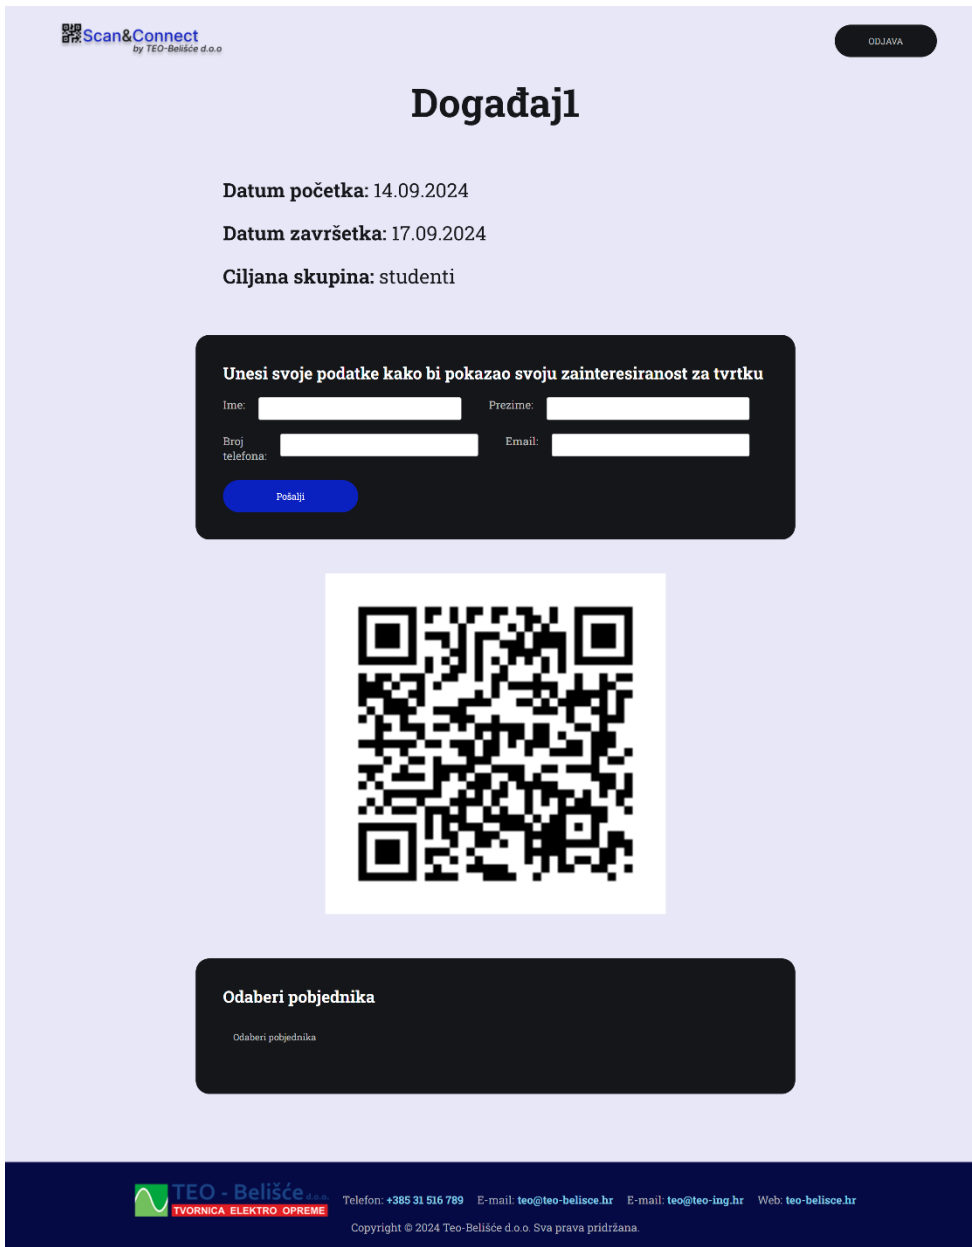 Scan&Connect
by TEO-Belišće d.o.o
ODJAVA
Događaj1
Datum početka: 14.09.2024
Datum završetka: 17.09.2024
Ciljana skupina: studenti
Unesi svoje podatke kako bi pokazao svoju zainteresiranost za tvrtku
Ime: Prezime:
Broj telefona: Email:
Pošalji
Odaberi pobjednika
Odaberi pobjednika
TEO - Belišće d.o.o.
TVORNICA ELEKTRO OPREME
Telefon: +385 31 516 789 E-mail: teo@teo-belisce.hr E-mail: teo@teo-ing.hr Web: teo-belisce.hr
Copyright © 2024 Teo-Belišće d.o.o. Sva prava pridržana.